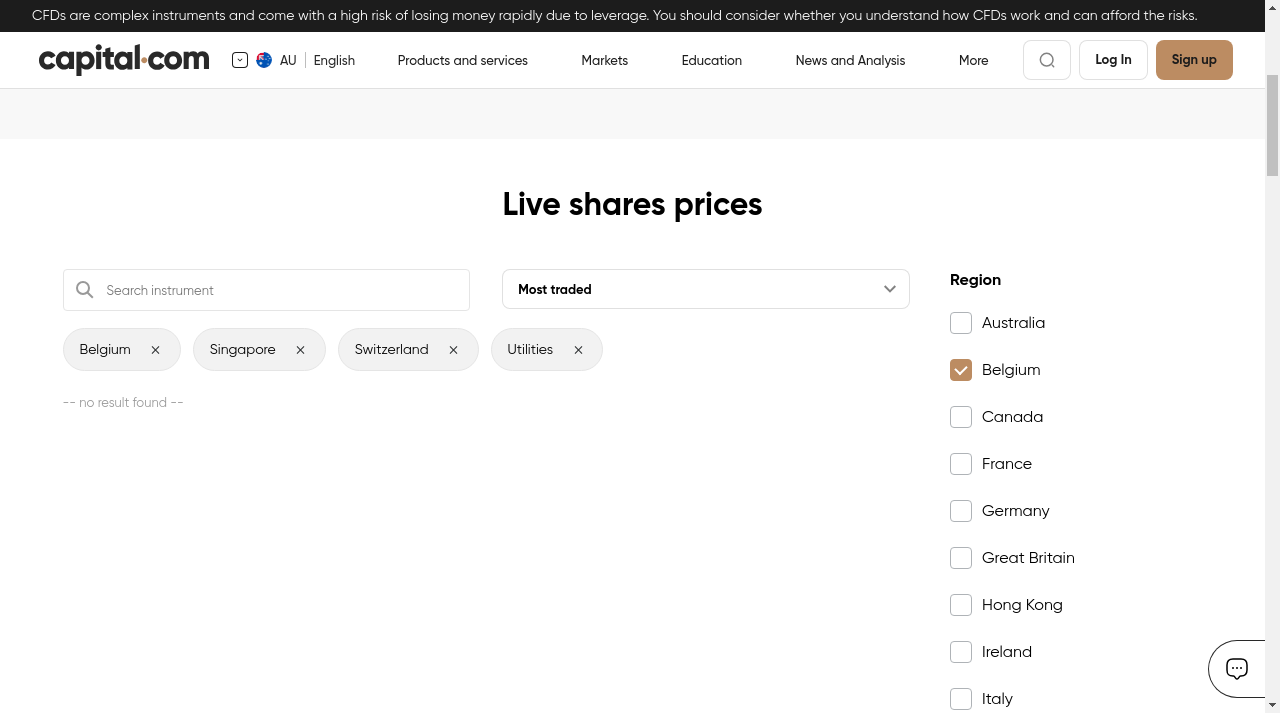 CFDs are complex instruments and come with a high risk of losing money rapidly due to leverage. You should consider whether you understand how CFDs work and can afford the risks.
capital.com AU English Products and services Markets Education News and Analysis More Log In Sign up
Live shares prices
Search instrument
Most traded
Belgium Singapore Switzerland Utilities
-- no result found --
Region
Australia
Belgium
Canada
France
Germany
Great Britain
Hong Kong
Ireland
Italy